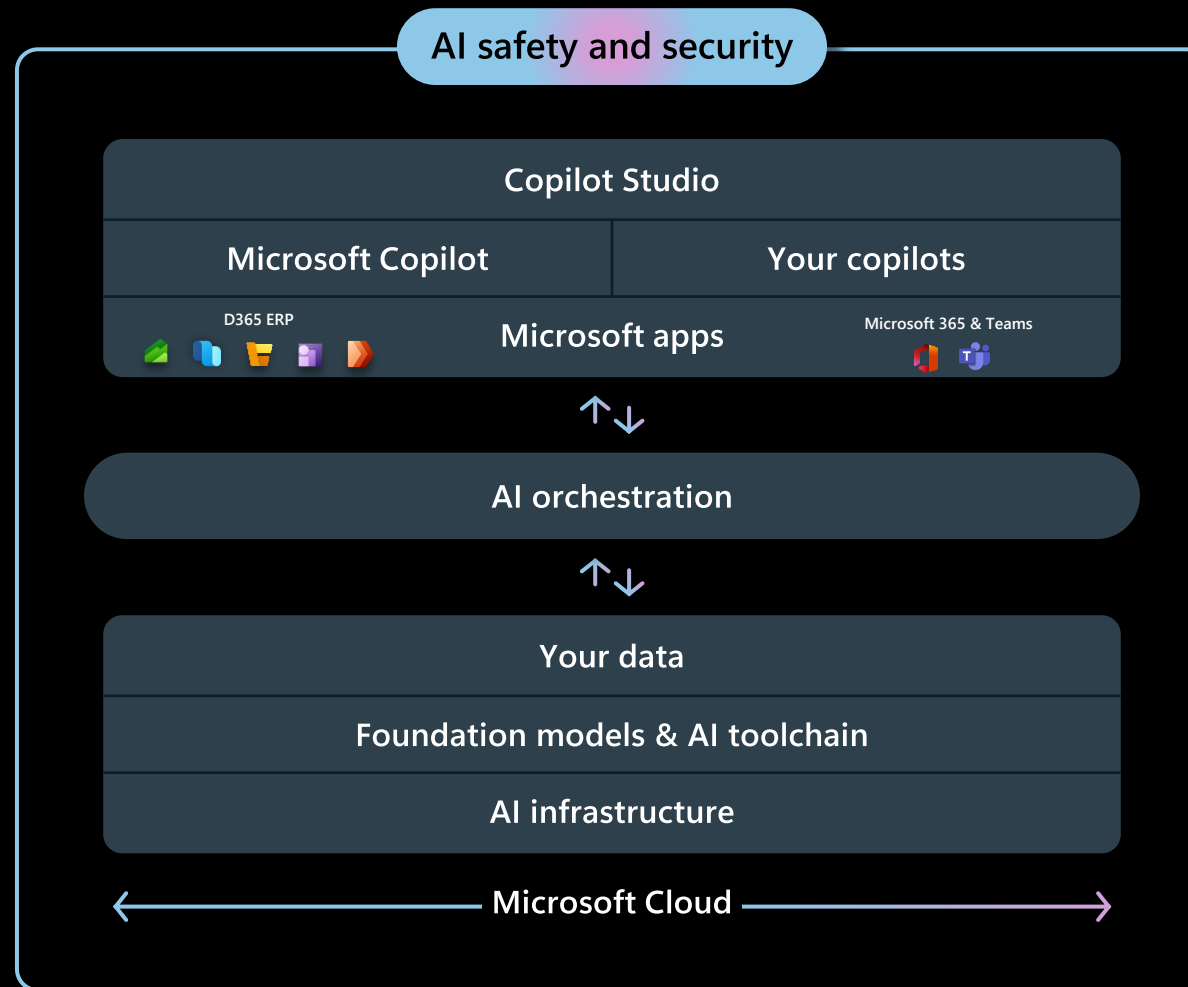 AI safety and security
Copilot Studio
Microsoft Copilot
Your copilots
D365 ERP
Microsoft apps
Microsoft 365 & Teams
T
AI orchestration
Your data
Foundation models & AI toolchain
AI infrastructure
Microsoft Cloud